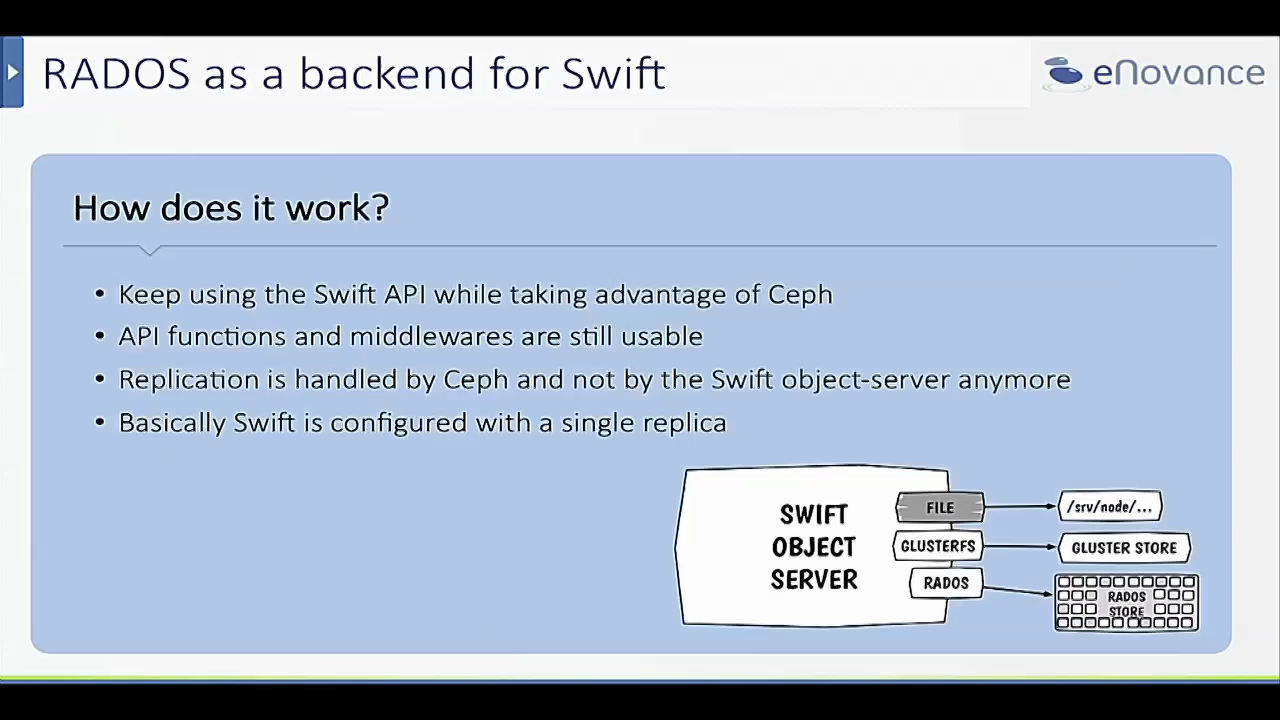 RADOS as a backend for Swift
eNovance
How does it work?
• Keep using the Swift API while taking advantage of Ceph
• API functions and middlewares are still usable
• Replication is handled by Ceph and not by the Swift object-server anymore
• Basically Swift is configured with a single replica
SWIFT
OBJECT
SERVER
FILE
/srv/node/...
GLUSTERFS
GLUSTER STORE
RADOS
RADOS
STORE